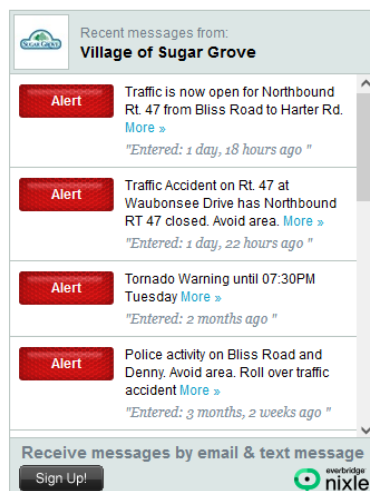 Sugar Grove
Recent messages from:
Village of Sugar Grove
Alert
Traffic is now open for Northbound
Rt. 47 from Bliss Road to Harter Rd.
More »
"Entered: 1 day, 18 hours ago "
Alert
Traffic Accident on Rt. 47 at
Waubonsee Drive has Northbound
RT 47 closed. Avoid area. More »
"Entered: 1 day, 22 hours ago "
Alert
Tornado Warning until 07:30PM
Tuesday More »
"Entered: 2 months ago "
Alert
Police activity on Bliss Road and
Denny. Avoid area. Roll over traffic
accident More »
"Entered: 3 months, 2 weeks ago "
Receive messages by email & text message
Sign Up!
everbridge
nixle